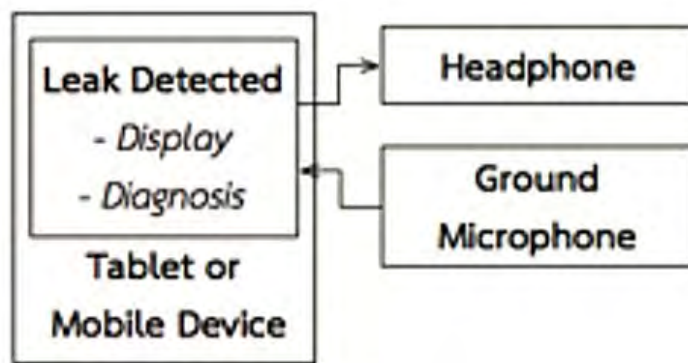 Leak Detected
- Display
- Diagnosis
Tablet or
Mobile Device
Headphone
Ground
Microphone